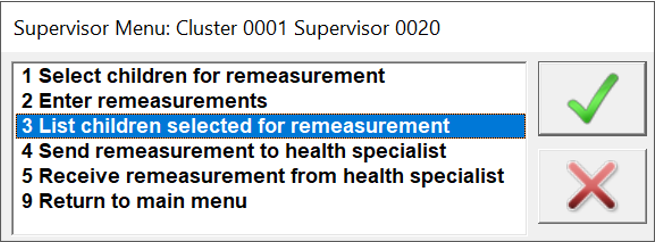 Supervisor Menu: Cluster 0001 Supervisor 0020
1 Select children for remeasurement
2 Enter remeasurements
3 List children selected for remeasurement
4 Send remeasurement to health specialist
5 Receive remeasurement from health specialist
9 Return to main menu